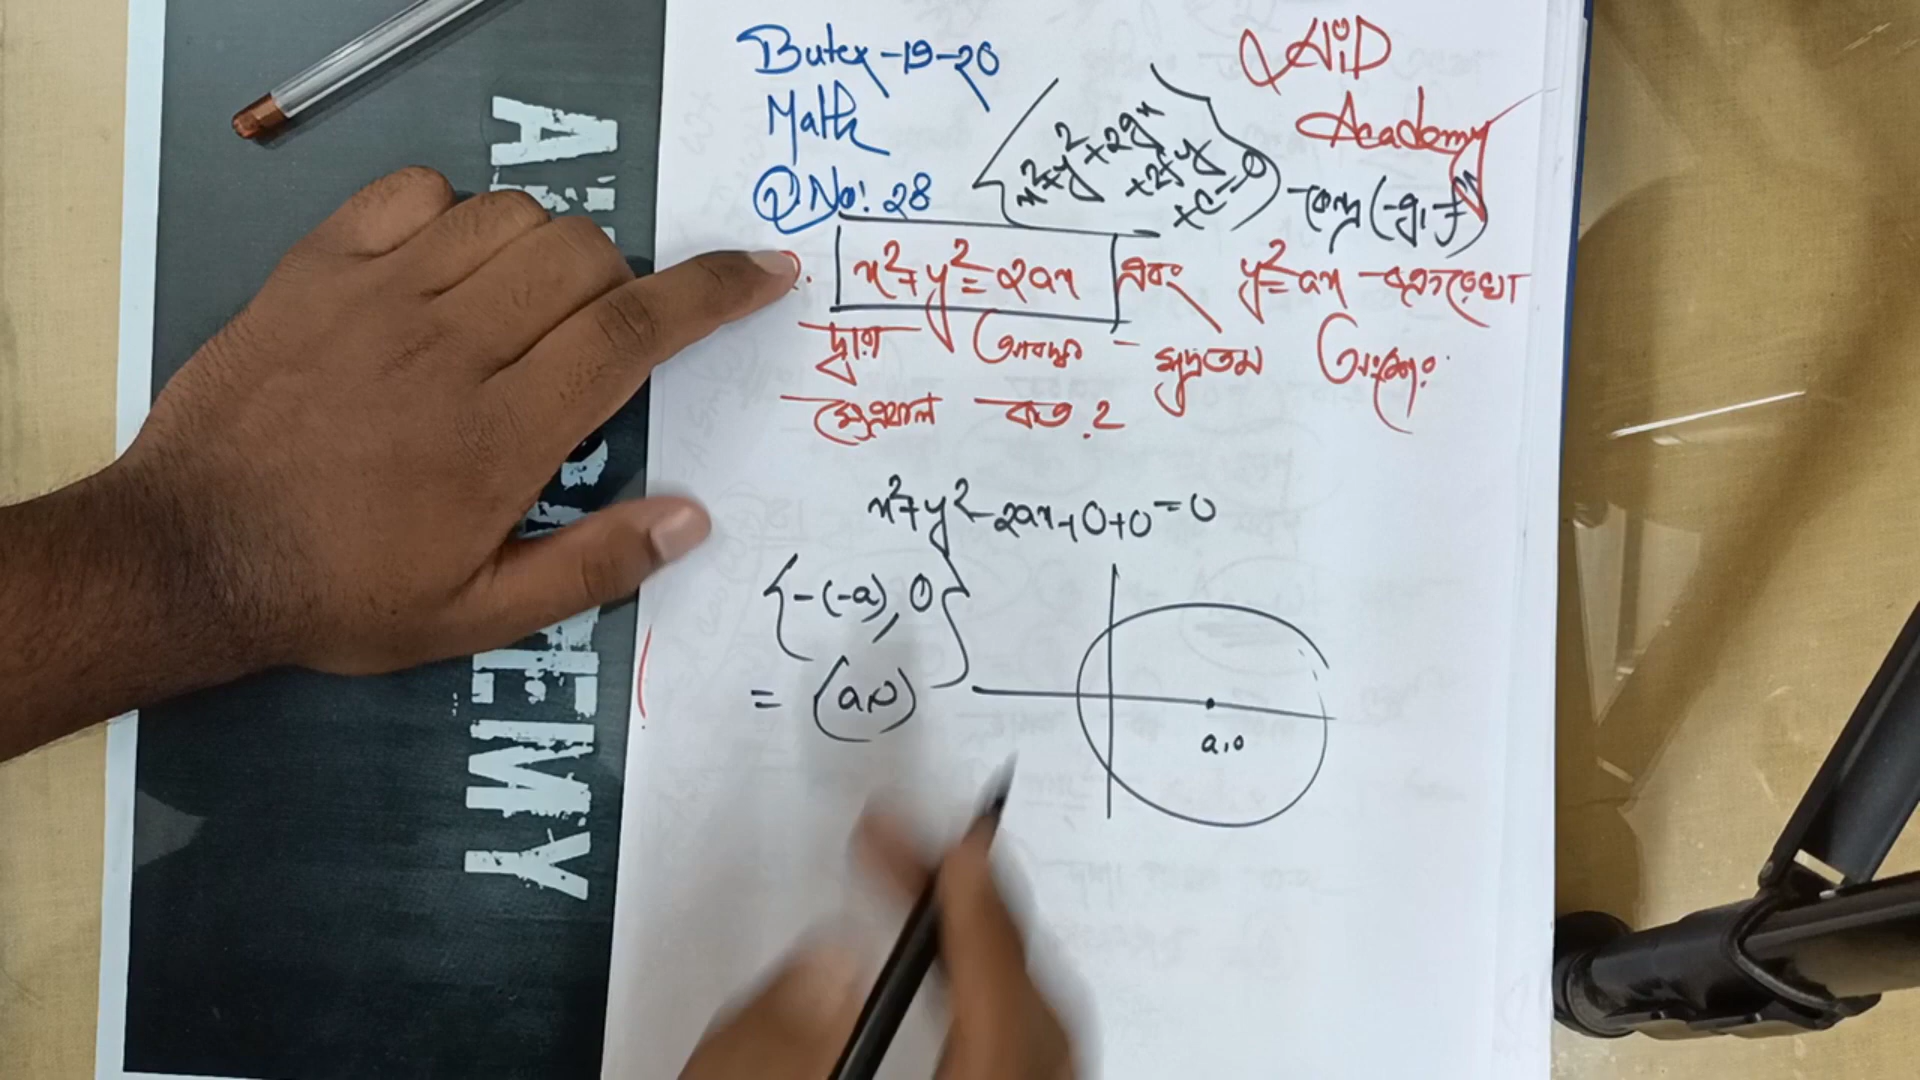 Butex-19-20
Math
Q No: 28
AiD
Academy
x²+y²+2gx
+2fy
+c=0
কেন্দ্র (-g, -f)
x²+y²=2ax এবং y²=ax বক্ররেখা
দ্বারা আবদ্ধ ক্ষুদ্রতম অংশের
ক্ষেত্রফল কত ?
x²+y²-2ax+0+0=0
{-(-a), 0}
= (a,0)
a,0
ACADEMY